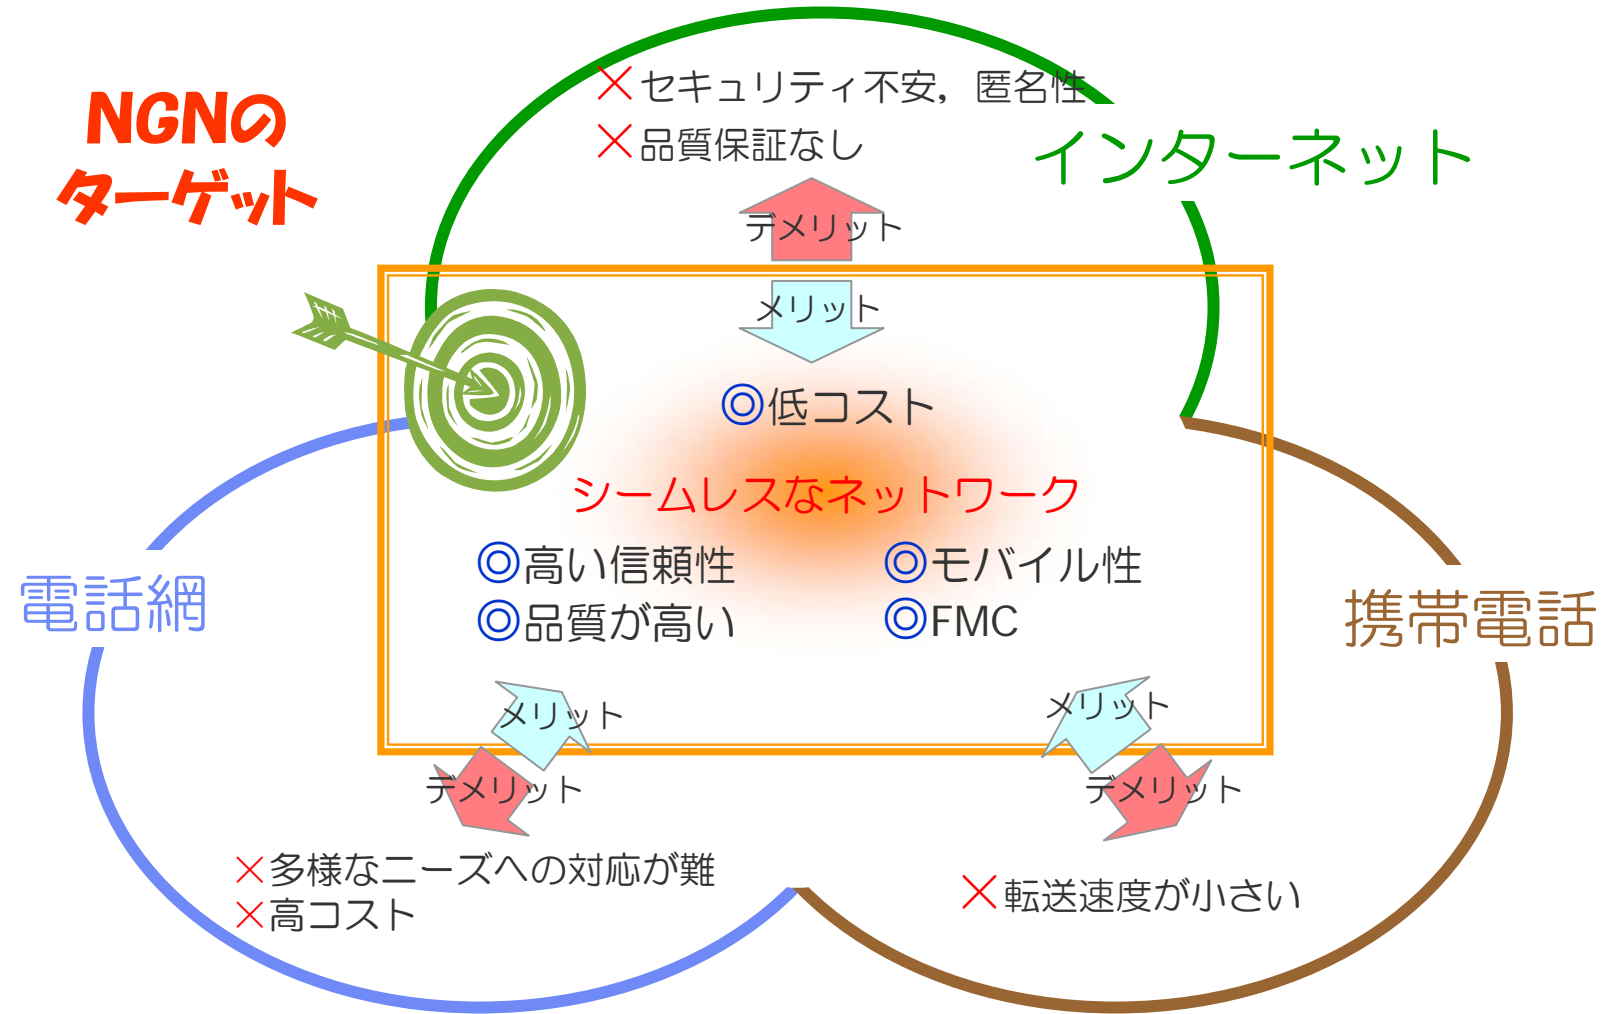 NGNの
ターゲット
×セキュリティ不安，匿名性
×品質保証なし
インターネット
デメリット
メリット
◎低コスト
シームレスなネットワーク
◎高い信頼性
◎品質が高い
◎モバイル性
◎FMC
電話網
携帯電話
メリット
デメリット
メリット
デメリット
×多様なニーズへの対応が難
×高コスト
×転送速度が小さい